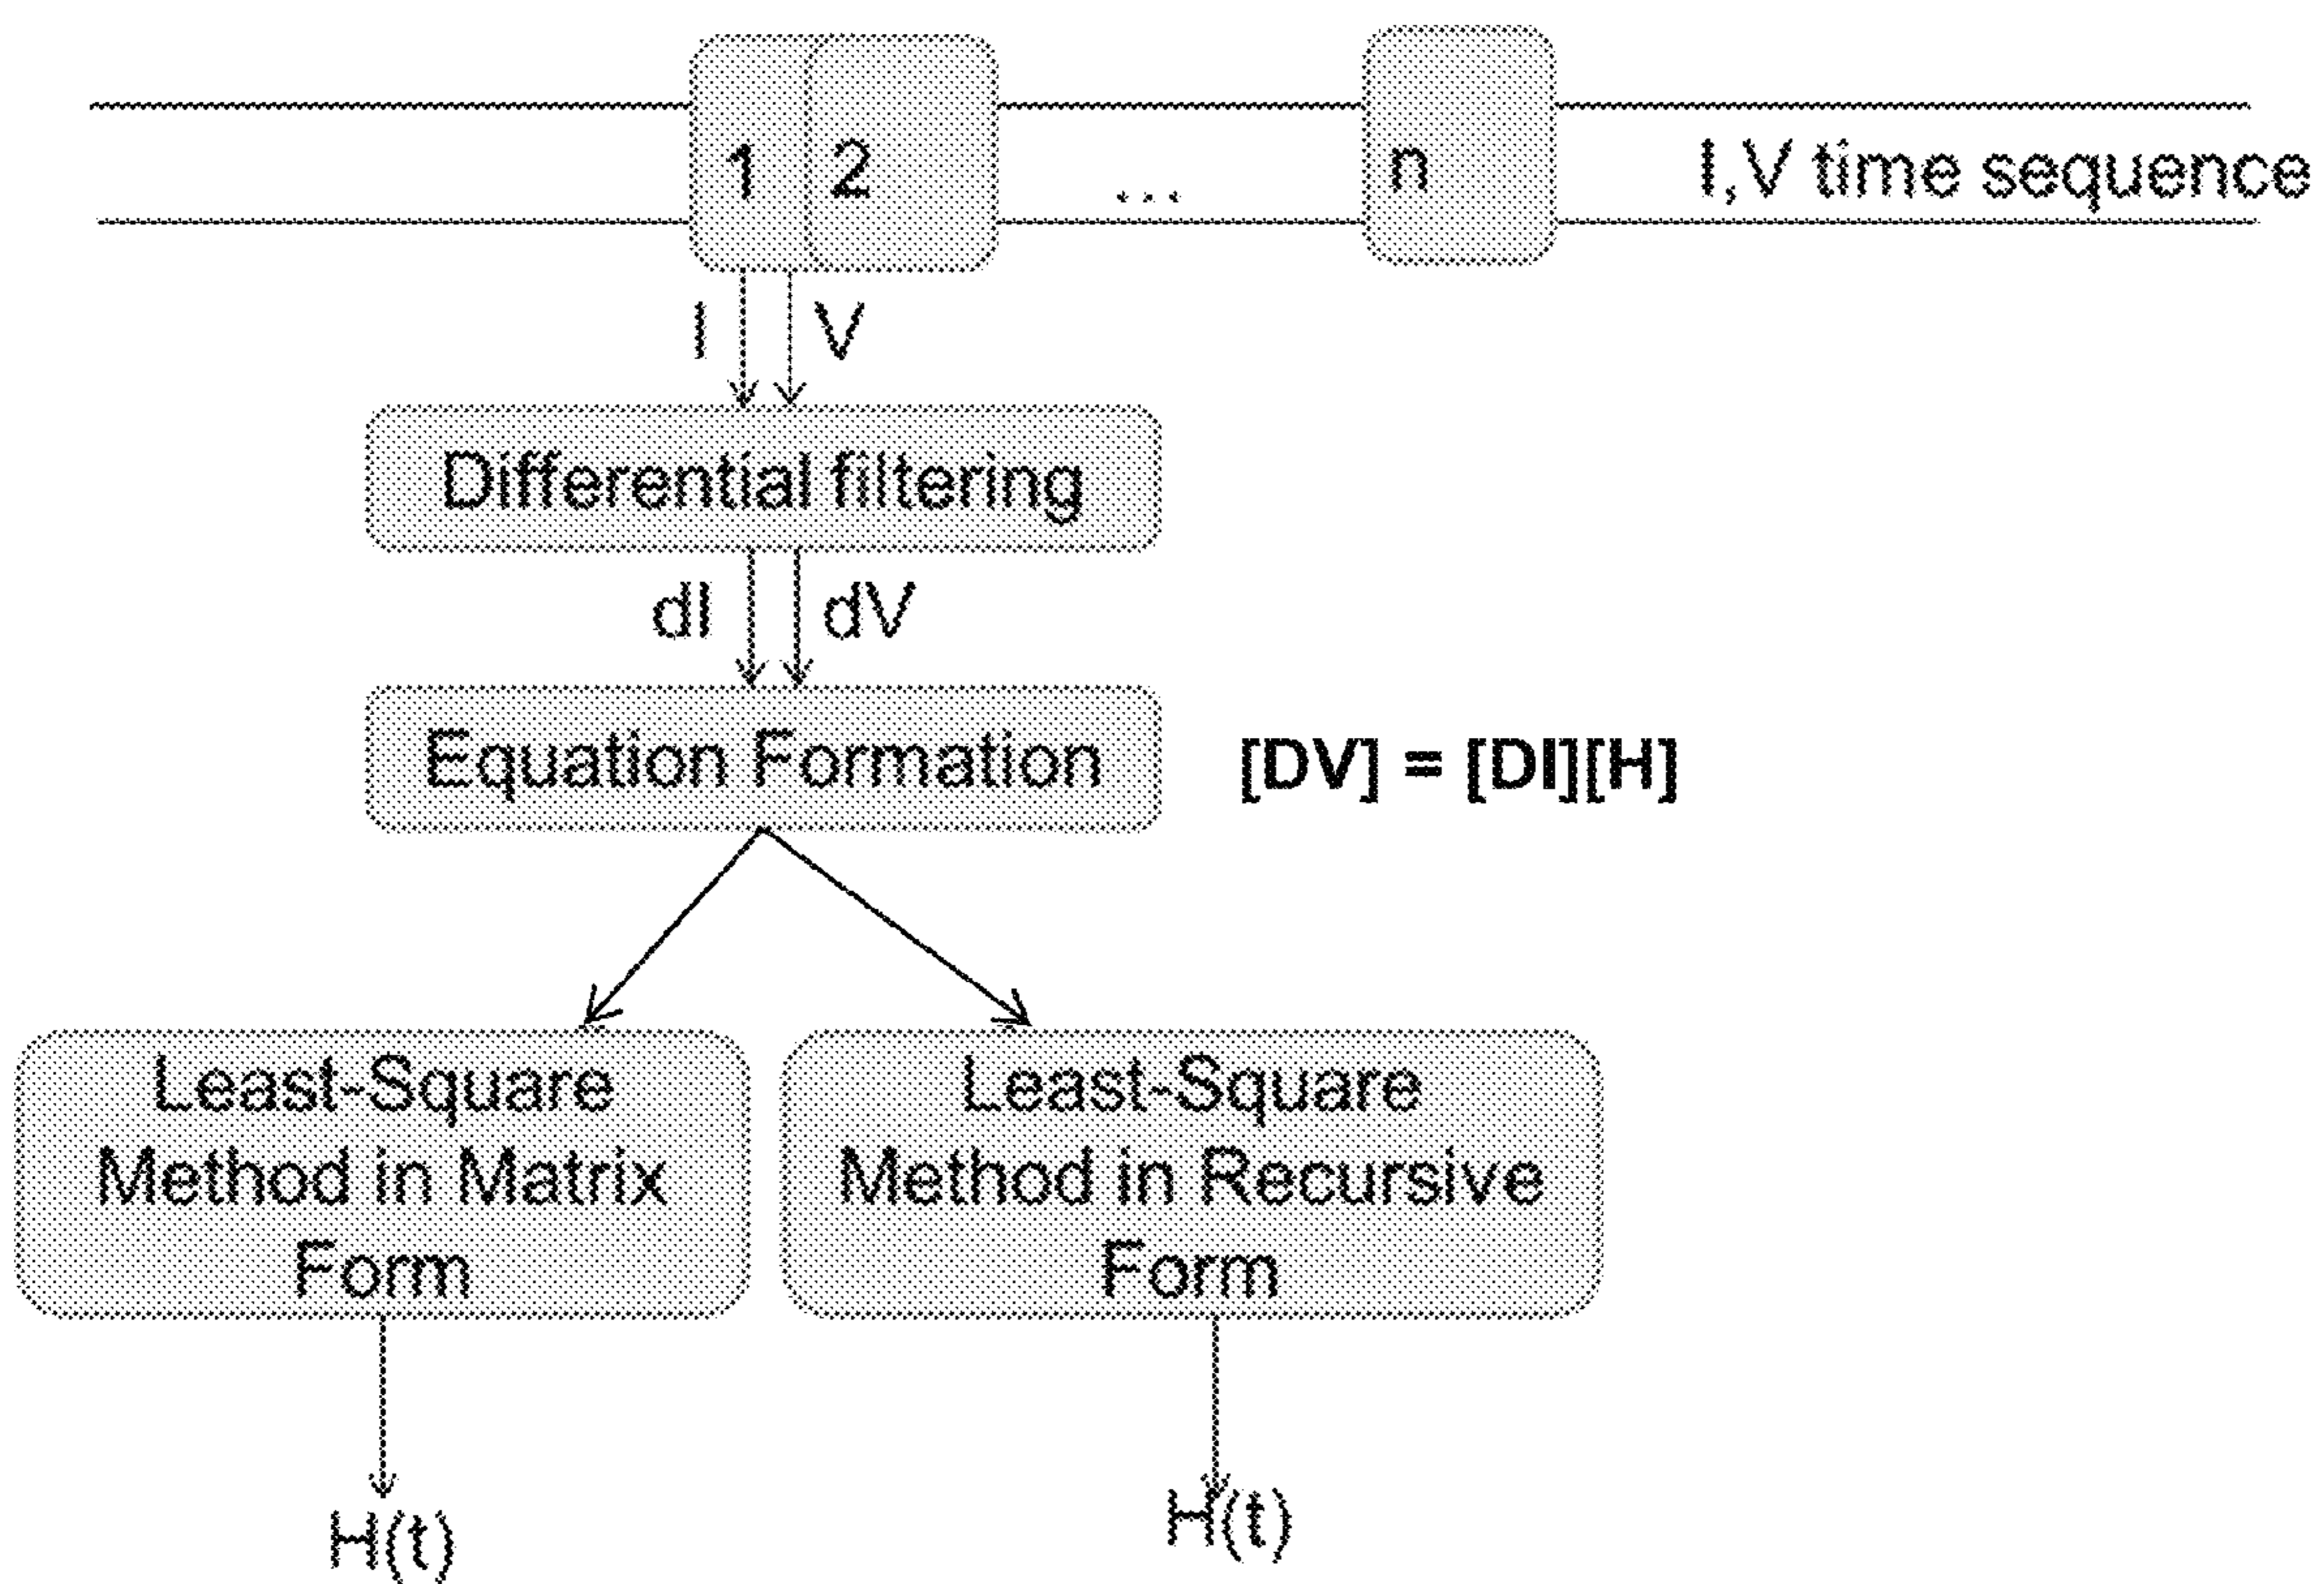 1 2 ... n I,V time sequence
I V
Differential filtering
dI dV
Equation Formation [DV] = [DI][H]
Least-Square
Method in Matrix
Form
Least-Square
Method in Recursive
Form
H(t)
H(t)